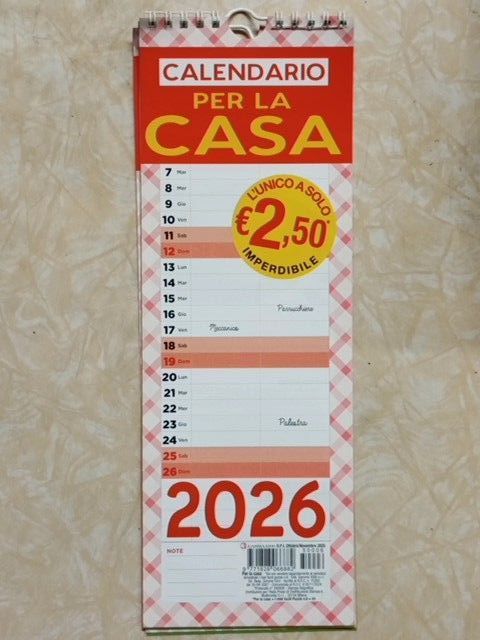 CALENDARIO
PER LA
CASA
7 Mar
8 Mer
9 Gio
10 Ven
11 Sab
12 Dom
13 Lun
14 Mar
15 Mer
16 Gio
17 Ven
18 Sab
19 Dom
20 Lun
21 Mar
22 Mer
23 Gio
24 Ven
25 Sab
26 Dom
L'UNICO A SOLO
€2,50*
IMPERDIBILE
Parrucchiere
Meccanico
Palestra
2026
NOTE